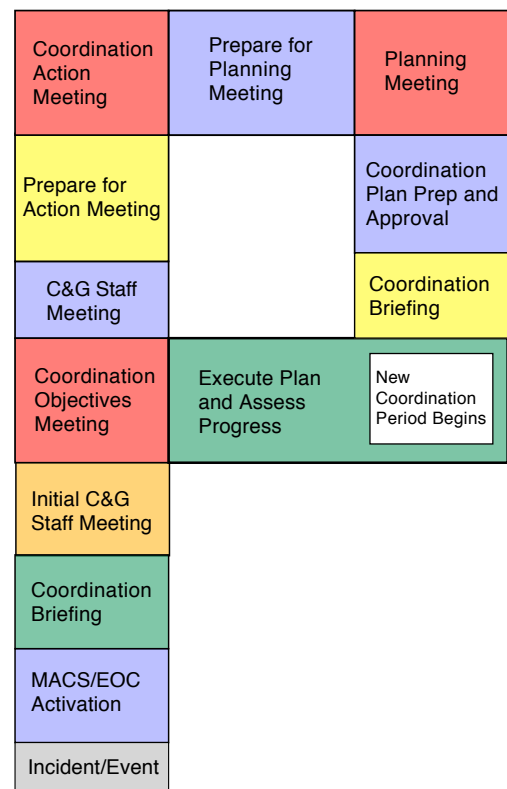 Coordination
Action
Meeting
Prepare for
Planning
Meeting
Planning
Meeting
Prepare for
Action Meeting
Coordination
Plan Prep and
Approval
C&G Staff
Meeting
Coordination
Briefing
Coordination
Objectives
Meeting
Execute Plan
and Assess
Progress
New
Coordination
Period Begins
Initial C&G
Staff Meeting
Coordination
Briefing
MACS/EOC
Activation
Incident/Event